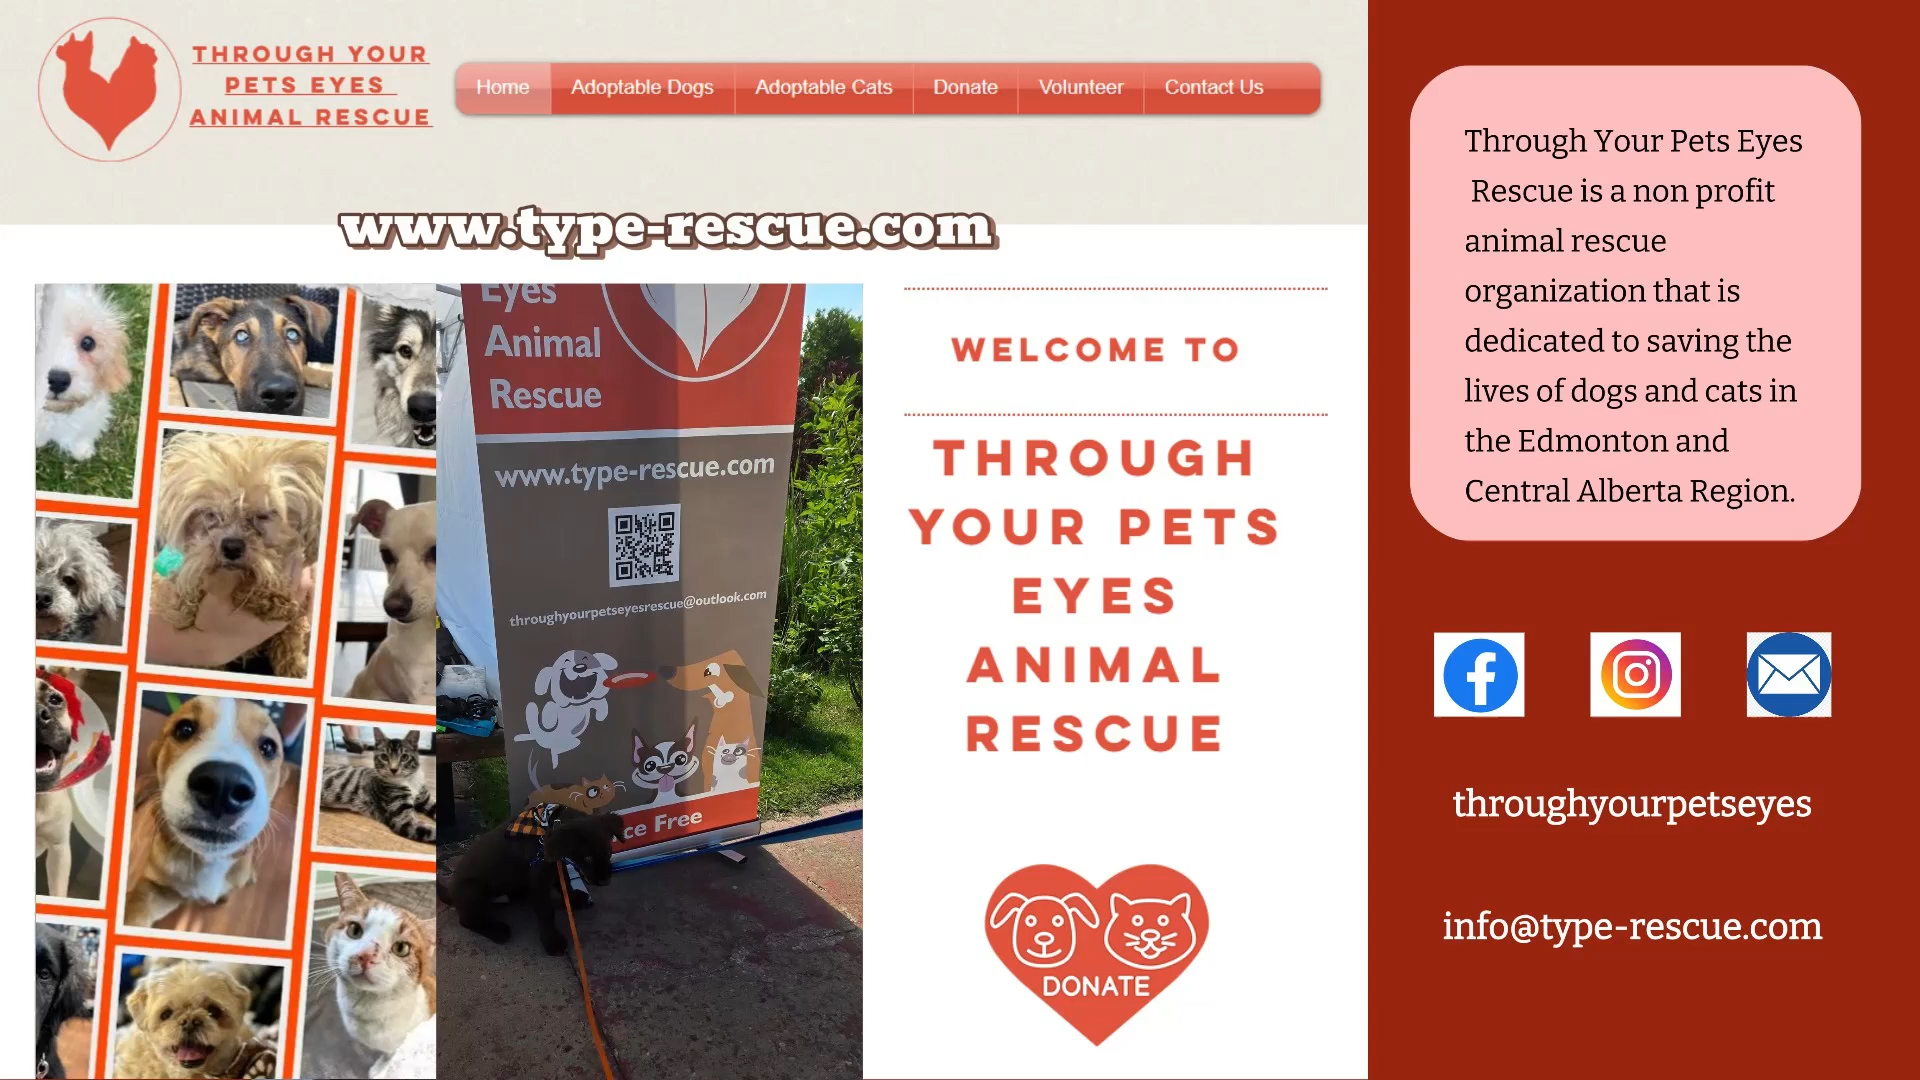 THROUGH YOUR
PETS EYES
ANIMAL RESCUE
Home
Adoptable Dogs
Adoptable Cats
Donate
Volunteer
Contact Us
www.type-rescue.com
Eyes
Animal
Rescue
www.type-rescue.com
throughyourpetseyesrescue@outlook.com
ce Free
WELCOME TO
THROUGH
YOUR PETS
EYES
ANIMAL
RESCUE
DONATE
Through Your Pets Eyes
Rescue is a non profit
animal rescue
organization that is
dedicated to saving the
lives of dogs and cats in
the Edmonton and
Central Alberta Region.
throughyourpetseyes
info@type-rescue.com